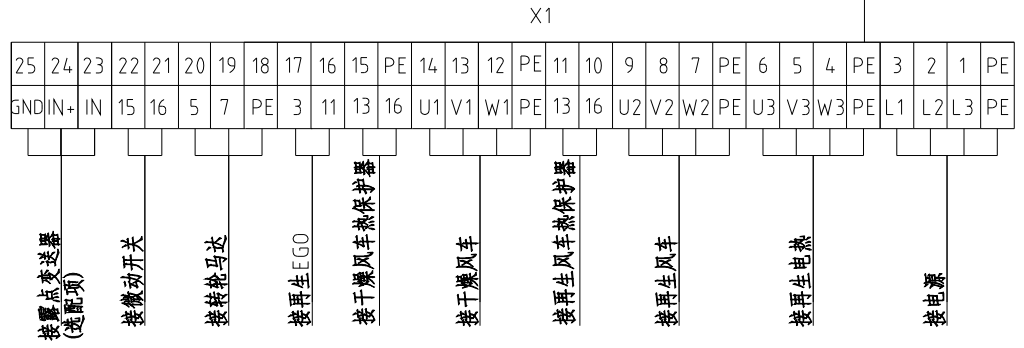 X1
25 24 23 22 21 20 19 18 17 16 15 PE 14 13 12 PE 11 10 9 8 7 PE 6 5 4 PE 3 2 1 PE
GND IN+ IN 15 16 5 7 PE 3 11 13 16 U1 V1 W1 PE 13 16 U2 V2 W2 PE U3 V3 W3 PE L1 L2 L3 PE
接露点变送器
(选配项)
接微动开关
接转轮马达
接再生EGO
接干燥风车热保护器
接干燥风车
接再生风车热保护器
接再生风车
接再生电热
接电源